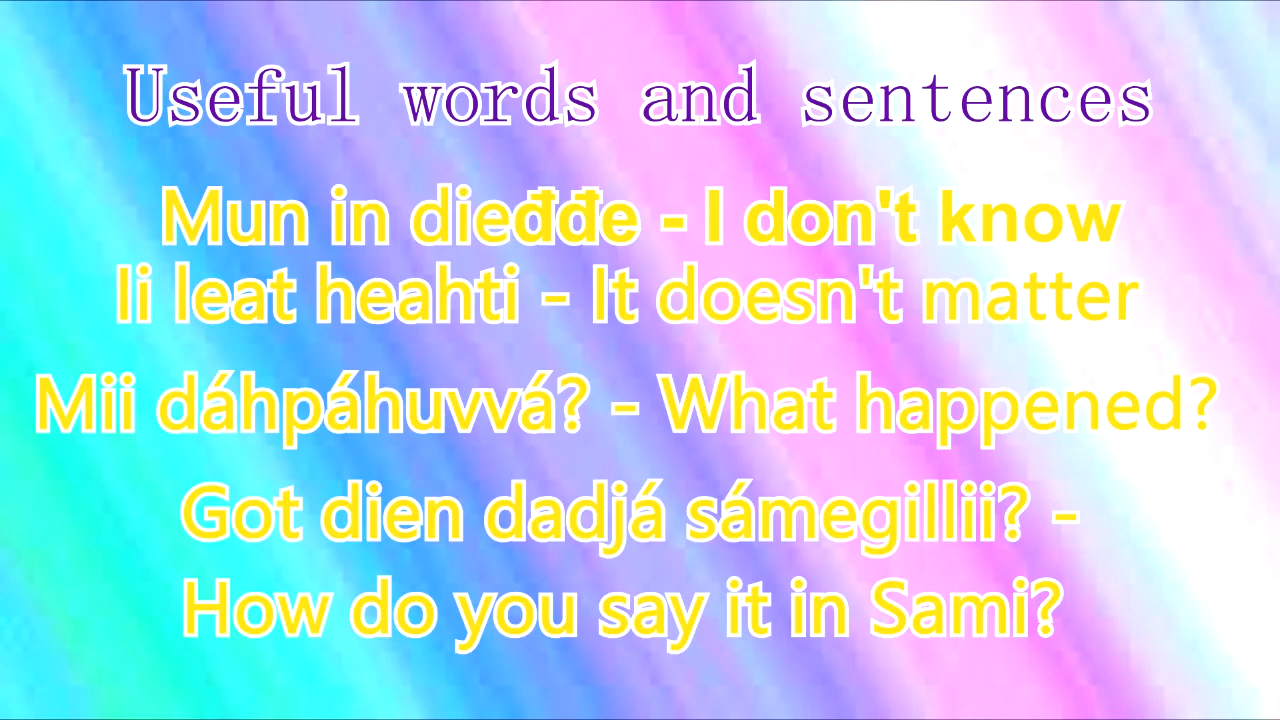 Useful words and sentences
Mun in dieđđe - I don't know
Ii leat heahti - It doesn't matter
Mii dáhpáhuvvá? - What happened?
Got dien dadjá sámegillii? -
How do you say it in Sami?